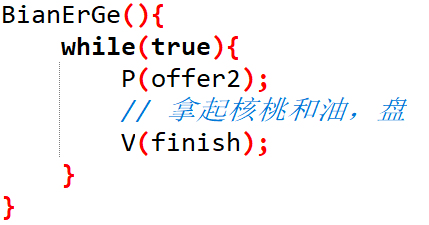 BianErGe(){
    while(true){
        P(offer2);
        // 拿起核桃和油，盘
        V(finish);
    }
}